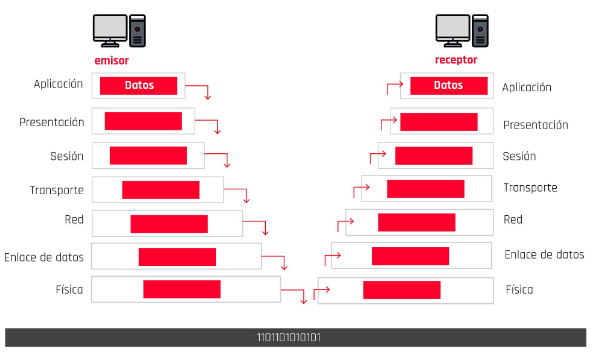 emisor
receptor
Aplicación
Datos
Datos
Aplicación
Presentación
Presentación
Sesión
Sesión
Transporte
Transporte
Red
Red
Enlace de datos
Enlace de datos
Física
Física
1101101010101